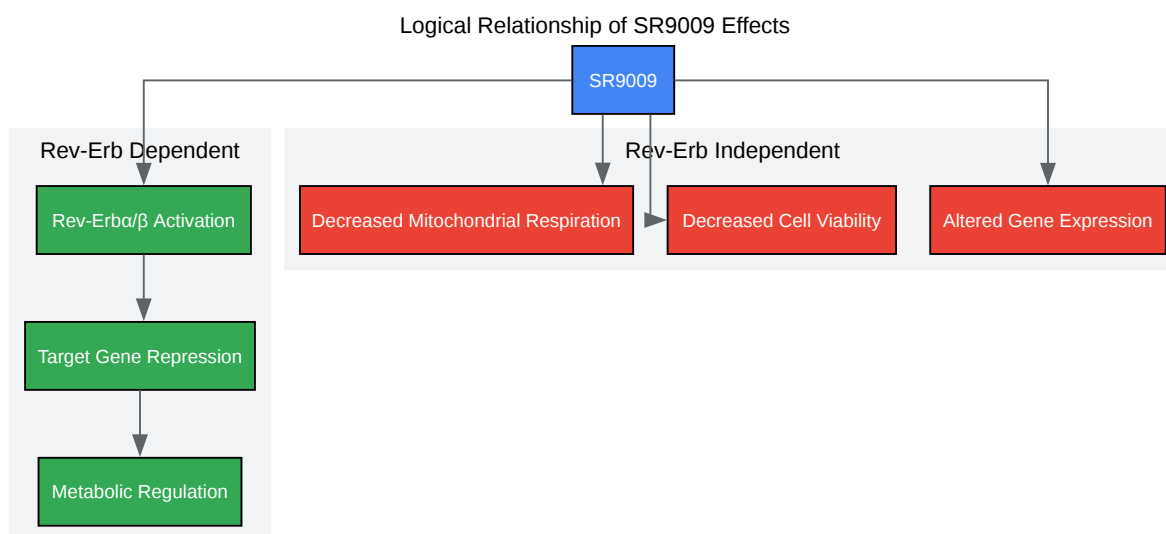 Logical Relationship of SR9009 Effects
SR9009
Rev-Erb Dependent
Rev-Erb Independent
Rev-Erbα/β Activation
Decreased Mitochondrial Respiration
Decreased Cell Viability
Altered Gene Expression
Target Gene Repression
Metabolic Regulation